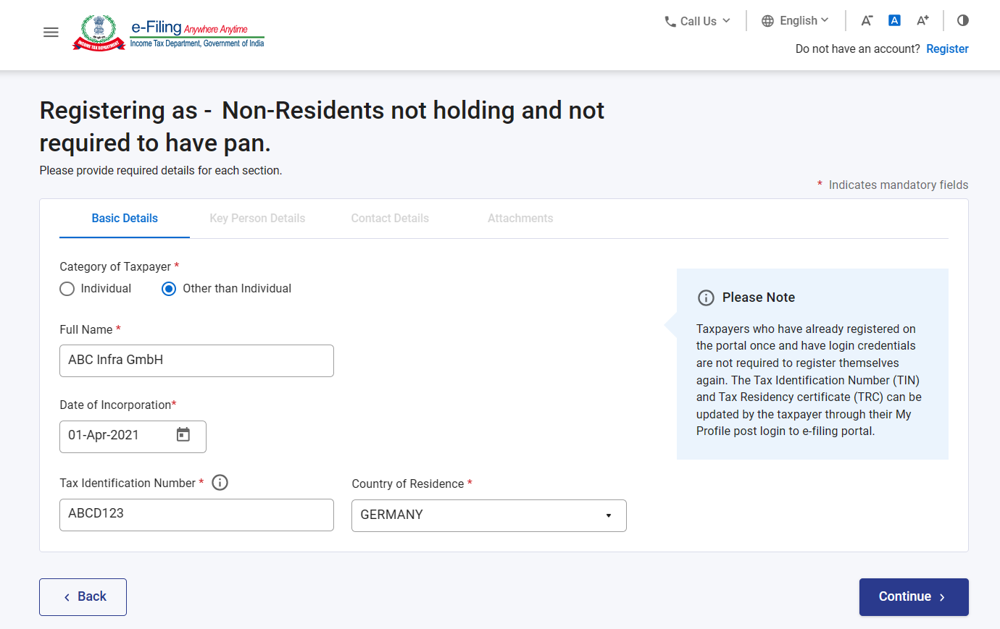 e-Filing Anywhere Anytime
Income Tax Department, Government of India
INCOME TAX DEPARTMENT
Call Us
English
A-
A
A+
Do not have an account? Register
Registering as - Non-Residents not holding and not
required to have pan.
Please provide required details for each section.
* Indicates mandatory fields
Basic Details Key Person Details Contact Details Attachments
Category of Taxpayer *
Individual Other than Individual
Full Name *
ABC Infra GmbH
Date of Incorporation*
01-Apr-2021
Tax Identification Number *
ABCD123
Country of Residence *
GERMANY
Please Note
Taxpayers who have already registered on
the portal once and have login credentials
are not required to register themselves
again. The Tax Identification Number (TIN)
and Tax Residency certificate (TRC) can be
updated by the taxpayer through their My
Profile post login to e-filing portal.
< Back
Continue >